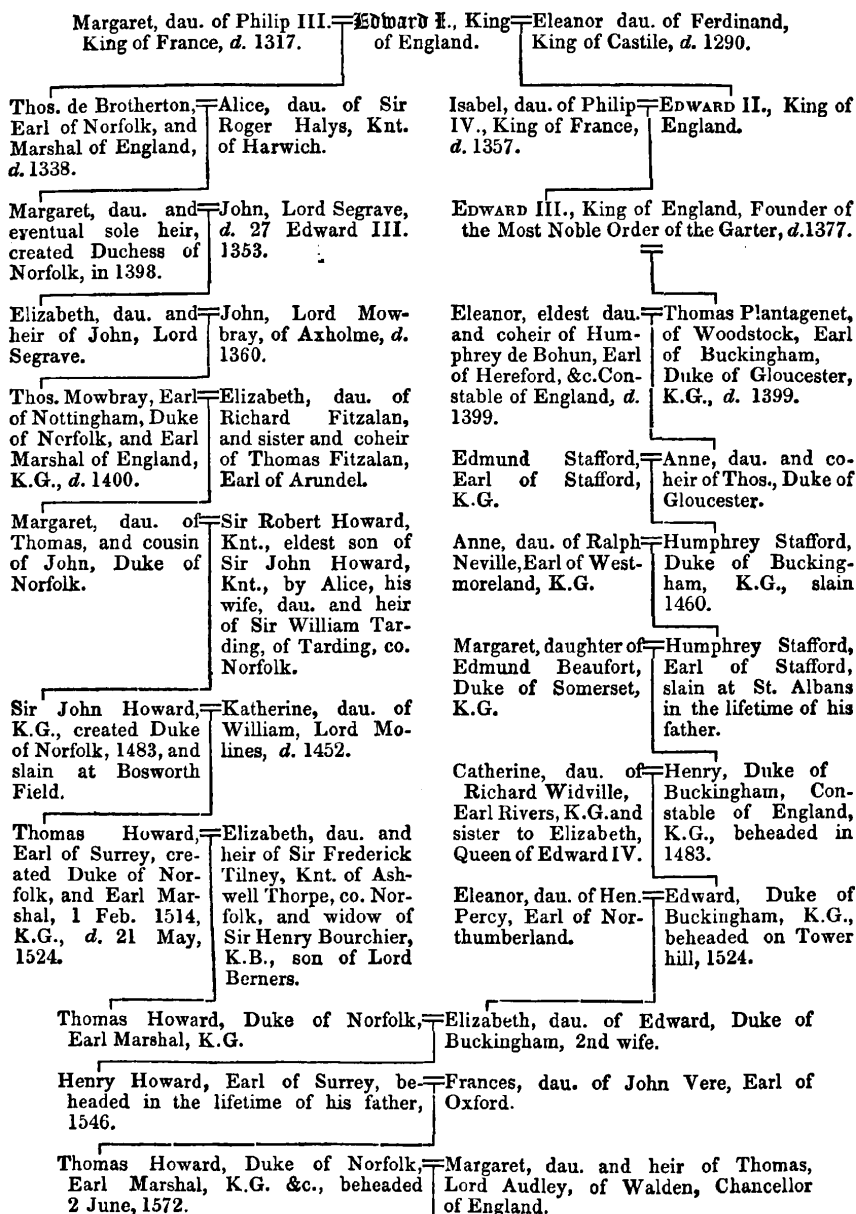 Margaret, dau. of Philip III.
King of France, d. 1317.
Edward I., King
of England.
Eleanor dau. of Ferdinand,
King of Castile, d. 1290.
Thos. de Brotherton,
Earl of Norfolk, and
Marshal of England,
d. 1338.
Alice, dau. of Sir
Roger Halys, Knt.
of Harwich.
Isabel, dau. of Philip
IV., King of France,
d. 1357.
EDWARD II., King of
England.
Margaret, dau. and
eventual sole heir,
created Duchess of
Norfolk, in 1398.
John, Lord Segrave,
d. 27 Edward III.
1353.
EDWARD III., King of England, Founder of
the Most Noble Order of the Garter, d.1377.
Elizabeth, dau. and
heir of John, Lord
Segrave.
John, Lord Mow-
bray, of Axholme, d.
1360.
Eleanor, eldest dau.
and coheir of Hum-
phrey de Bohun, Earl
of Hereford, &c.Con-
stable of England, d.
1399.
Thomas Plantagenet,
of Woodstock, Earl
of Buckingham,
Duke of Gloucester,
K.G., d. 1399.
Thos. Mowbray, Earl
of Nottingham, Duke
of Norfolk, and Earl
Marshal of England,
K.G., d. 1400.
Elizabeth, dau. of
Richard Fitzalan,
and sister and coheir
of Thomas Fitzalan,
Earl of Arundel.
Edmund Stafford,
Earl of Stafford,
K.G.
Anne, dau. and co-
heir of Thos., Duke of
Gloucester.
Margaret, dau. of
Thomas, and cousin
of John, Duke of
Norfolk.
Sir Robert Howard,
Knt., eldest son of
Sir John Howard,
Knt., by Alice, his
wife, dau. and heir
of Sir William Tar-
ding, of Tarding, co.
Norfolk.
Anne, dau. of Ralph
Neville,Earl of West-
moreland, K.G.
Humphrey Stafford,
Duke of Bucking-
ham, K.G., slain
1460.
Margaret, daughter of
Edmund Beaufort,
Duke of Somerset,
K.G.
Humphrey Stafford,
Earl of Stafford,
slain at St. Albans
in the lifetime of his
father.
Sir John Howard,
K.G., created Duke
of Norfolk, 1483, and
slain at Bosworth
Field.
Katherine, dau. of
William, Lord Mo-
lines, d. 1452.
Catherine, dau. of
Richard Widville,
Earl Rivers, K.G.and
sister to Elizabeth,
Queen of Edward IV.
Henry, Duke of
Buckingham, Con-
stable of England,
K.G., beheaded in
1483.
Thomas Howard,
Earl of Surrey, cre-
ated Duke of Nor-
folk, and Earl Mar-
shal, 1 Feb. 1514,
K.G., d. 21 May,
1524.
Elizabeth, dau. and
heir of Sir Frederick
Tilney, Knt. of Ash-
well Thorpe, co. Nor-
folk, and widow of
Sir Henry Bourchier,
K.B., son of Lord
Berners.
Eleanor, dau. of Hen.
Percy, Earl of Nor-
thumberland.
Edward, Duke of
Buckingham, K.G.,
beheaded on Tower
hill, 1524.
Thomas Howard, Duke of Norfolk,
Earl Marshal, K.G.
Elizabeth, dau. of Edward, Duke of
Buckingham, 2nd wife.
Henry Howard, Earl of Surrey, be-
headed in the lifetime of his father,
1546.
Frances, dau. of John Vere, Earl of
Oxford.
Thomas Howard, Duke of Norfolk,
Earl Marshal, K.G. &c., beheaded
2 June, 1572.
Margaret, dau. and heir of Thomas,
Lord Audley, of Walden, Chancellor
of England.